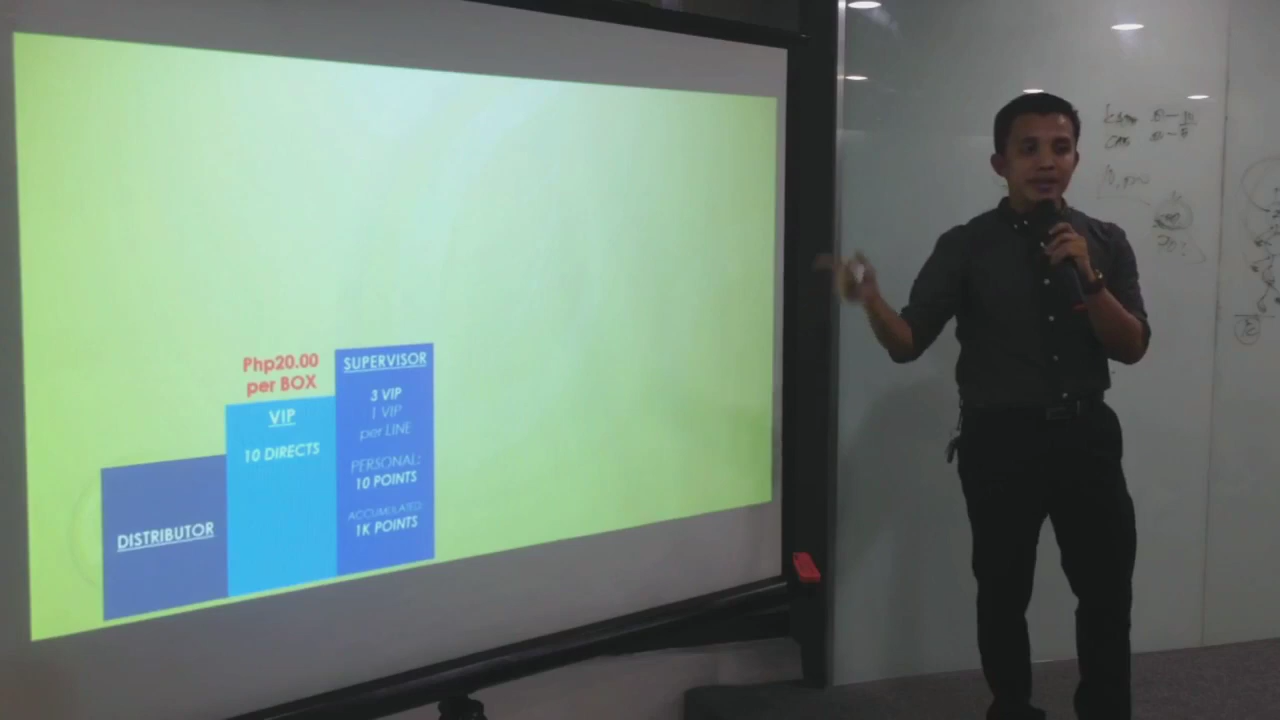 Php20.00
per BOX
SUPERVISOR
3 VIP
1 VIP
per LINE
PERSONAL:
10 POINTS
ACCUMULATED:
1K POINTS
VIP
10 DIRECTS
DISTRIBUTOR